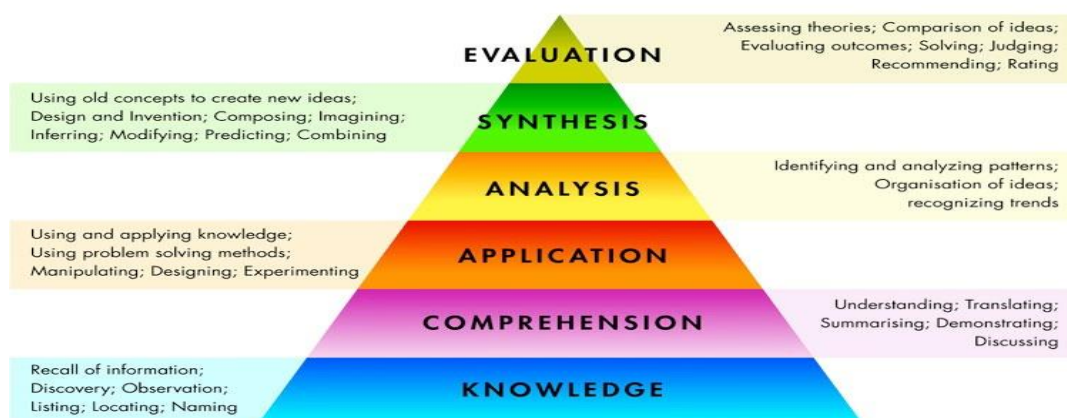 EVALUATION
Assessing theories; Comparison of ideas;
Evaluating outcomes; Solving; Judging;
Recommending; Rating
Using old concepts to create new ideas;
Design and Invention; Composing; Imagining;
Inferring; Modifying; Predicting; Combining
SYNTHESIS
ANALYSIS
Identifying and analyzing patterns;
Organisation of ideas;
recognizing trends
Using and applying knowledge;
Using problem solving methods;
Manipulating; Designing; Experimenting
APPLICATION
COMPREHENSION
Understanding; Translating;
Summarising; Demonstrating;
Discussing
Recall of information;
Discovery; Observation;
Listing; Locating; Naming
KNOWLEDGE